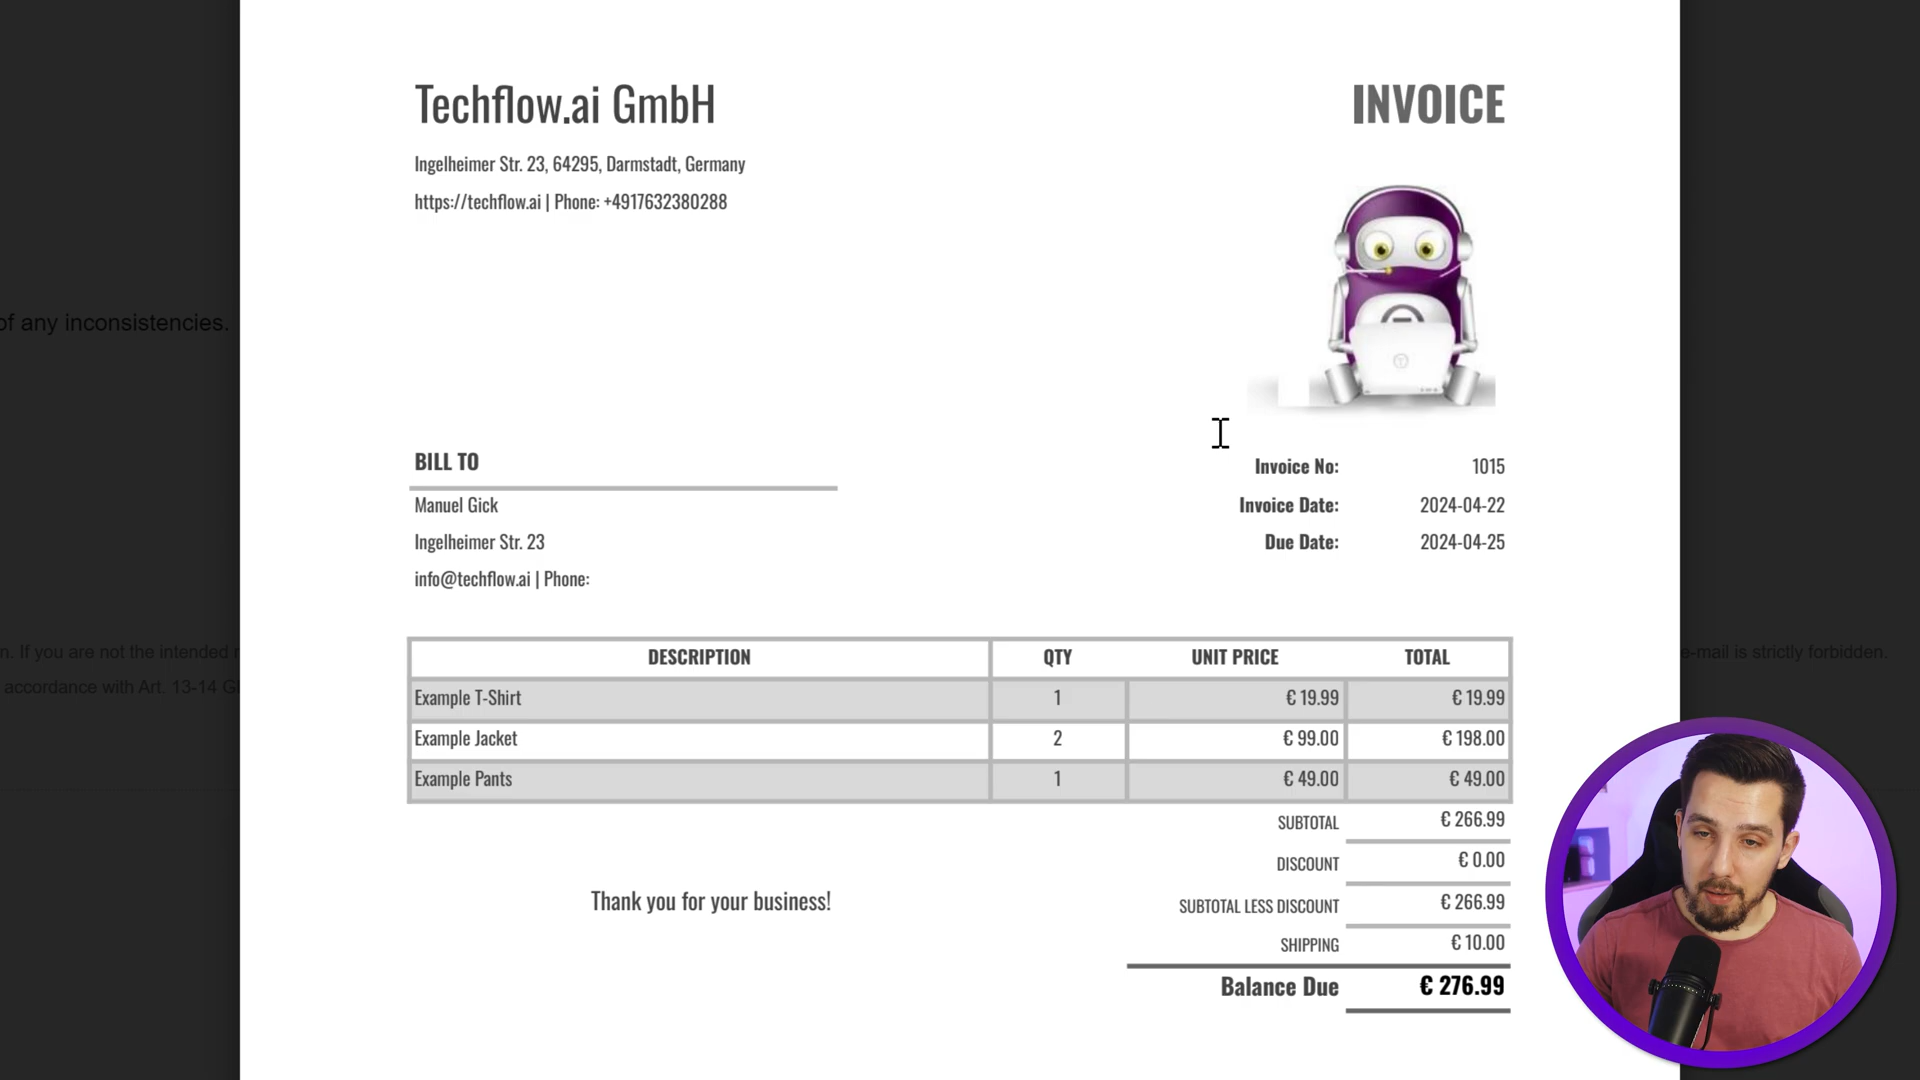 Techflow.ai GmbH
INVOICE
Ingelheimer Str. 23, 64295, Darmstadt, Germany
https://techflow.ai | Phone: +4917632380288
of any inconsistencies.
BILL TO
Manuel Gick
Ingelheimer Str. 23
info@techflow.ai | Phone:
Invoice No: 1015
Invoice Date: 2024-04-22
Due Date: 2024-04-25
n. If you are not the intended
e-mail is strictly forbidden.
accordance with Art. 13-14
DESCRIPTION QTY UNIT PRICE TOTAL
Example T-Shirt 1 € 19.99 € 19.99
Example Jacket 2 € 99.00 € 198.00
Example Pants 1 € 49.00 € 49.00
SUBTOTAL € 266.99
DISCOUNT € 0.00
Thank you for your business!
SUBTOTAL LESS DISCOUNT € 266.99
SHIPPING € 10.00
Balance Due € 276.99